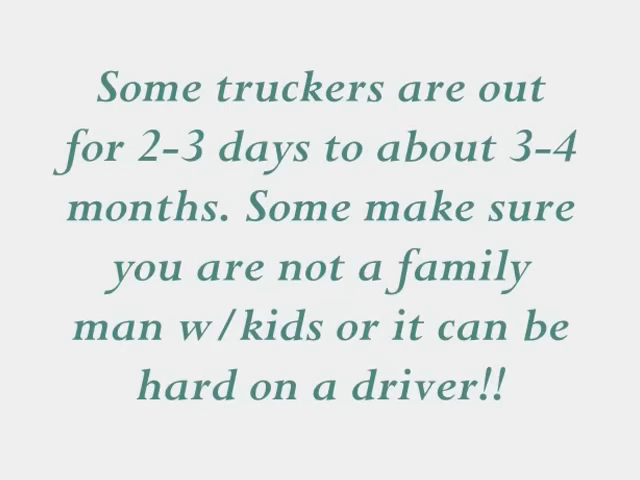 Some truckers are out
for 2-3 days to about 3-4
months. Some make sure
you are not a family
man w/kids or it can be
hard on a driver!!